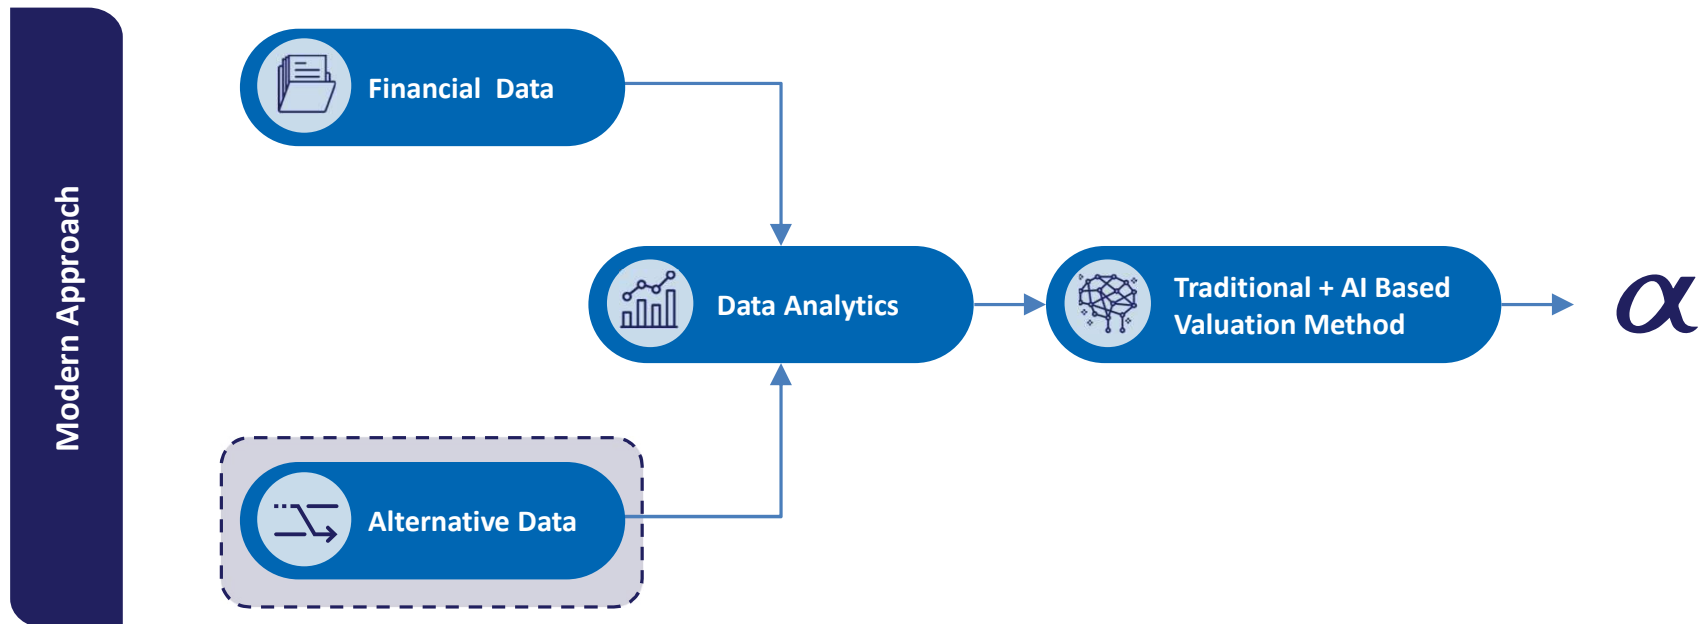 Modern Approach
Financial Data
Data Analytics
Traditional + AI Based
Valuation Method
α
Alternative Data